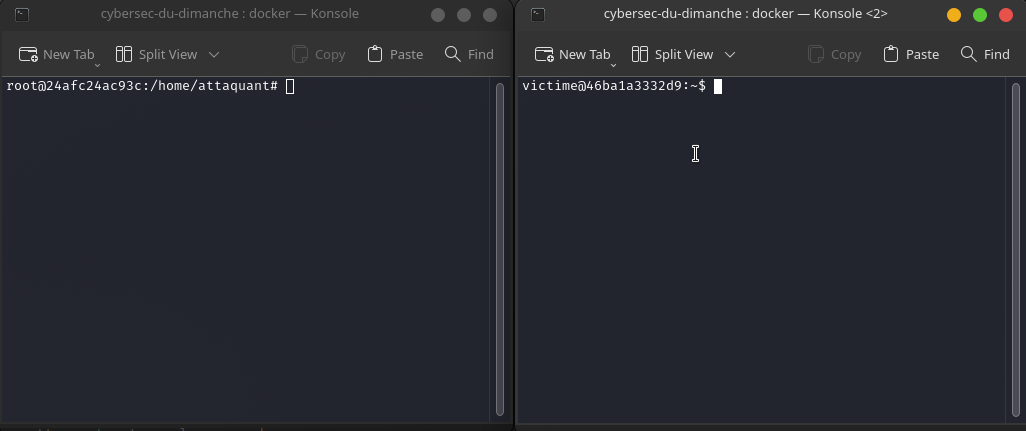 cybersec-du-dimanche : docker — Konsole
New Tab Split View Copy Paste Find
root@24afc24ac93c:/home/attaquant#
cybersec-du-dimanche : docker — Konsole <2>
New Tab Split View Copy Paste Find
victime@46ba1a3332d9:~$